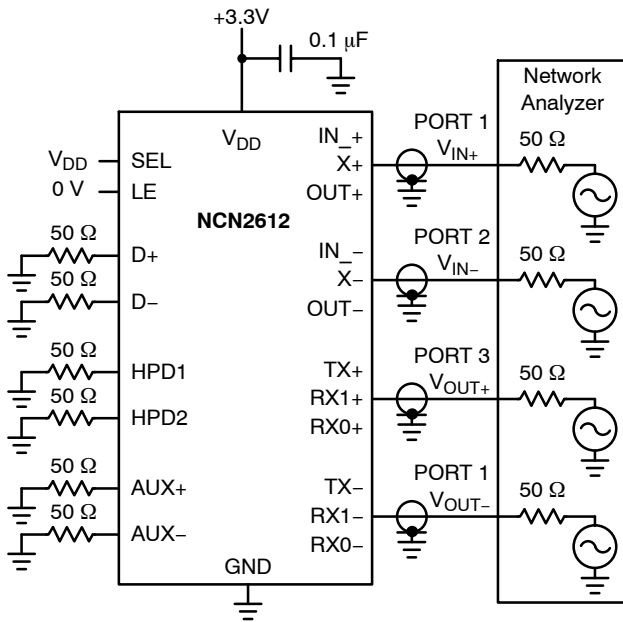 +3.3V
0.1 µF
Network
Analyzer
VDD
VDD SEL
0 V LE
NCN2612
50 Ω D+
50 Ω D−
50 Ω HPD1
50 Ω HPD2
50 Ω AUX+
50 Ω AUX−
GND
IN_+
X+
OUT+
PORT 1
VIN+
50 Ω
IN_−
X−
OUT−
PORT 2
VIN−
50 Ω
TX+
RX1+
RX0+
PORT 3
VOUT+
50 Ω
TX−
RX1−
RX0−
PORT 1
VOUT−
50 Ω